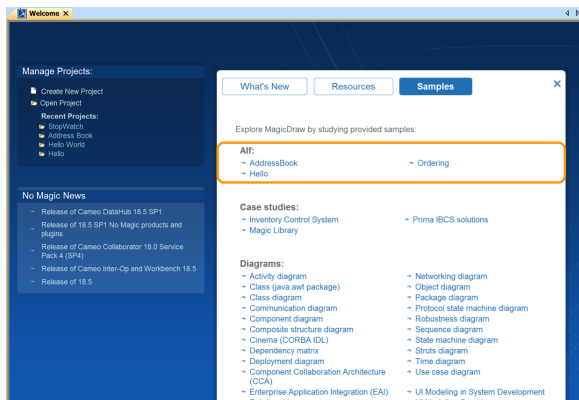 Welcome
Manage Projects:
Create New Project
Open Project
Recent Projects:
StopWatch
Address Book
Hello World
Hello
No Magic News
Release of Cameo DataHub 18.5 SP1
Release of 18.5 SP1 No Magic products and
plugins
Release of Cameo Collaborator 18.0 Service
Pack 4 (SP4)
Release of Cameo Inter-Op and Workbench 18.5
Release of 18.5
What's New
Resources
Samples
Explore MagicDraw by studying provided samples:
Alf:
AddressBook
Ordering
Hello
Case studies:
Inventory Control System
Prima IBCS solutions
Magic Library
Diagrams:
Activity diagram
Networking diagram
Class (java.awt package)
Object diagram
Class diagram
Package diagram
Communication diagram
Protocol state machine diagram
Component diagram
Robustness diagram
Composite structure diagram
Sequence diagram
Cinema (CORBA IDL)
State machine diagram
Dependency matrix
Struts diagram
Deployment diagram
Time diagram
Component Collaboration Architecture
(CCA)
Use case diagram
Enterprise Application Integration (EAI)
UI Modeling in System Development